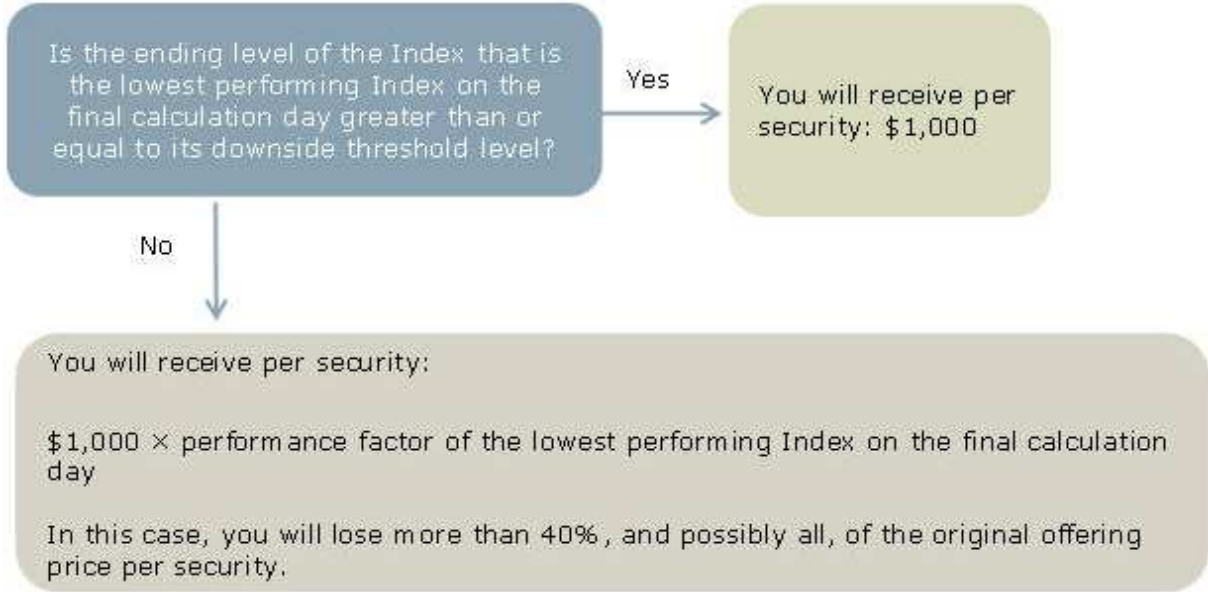 Is the ending level of the Index that is
the lowest performing Index on the
final calculation day greater than or
equal to its downside threshold level?
Yes
You will receive per
security: $1,000
No
You will receive per security:
$1,000 × performance factor of the lowest performing Index on the final calculation
day
In this case, you will lose more than 40%, and possibly all, of the original offering
price per security.